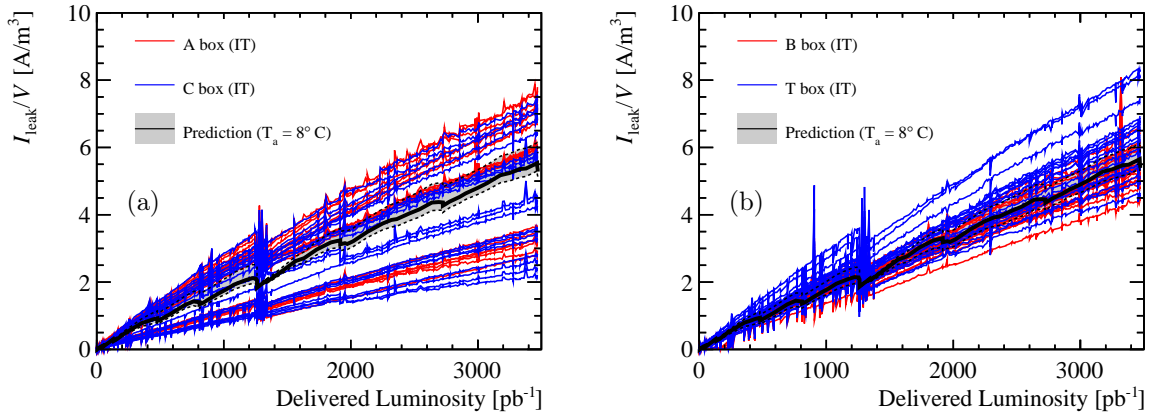 I_leak/V [A/m³]
10
8
6
4
2
0
A box (IT)
C box (IT)
Prediction (T_a = 8° C)
(a)
0 1000 2000 3000
Delivered Luminosity [pb⁻¹]
I_leak/V [A/m³]
10
8
6
4
2
0
B box (IT)
T box (IT)
Prediction (T_a = 8° C)
(b)
0 1000 2000 3000
Delivered Luminosity [pb⁻¹]